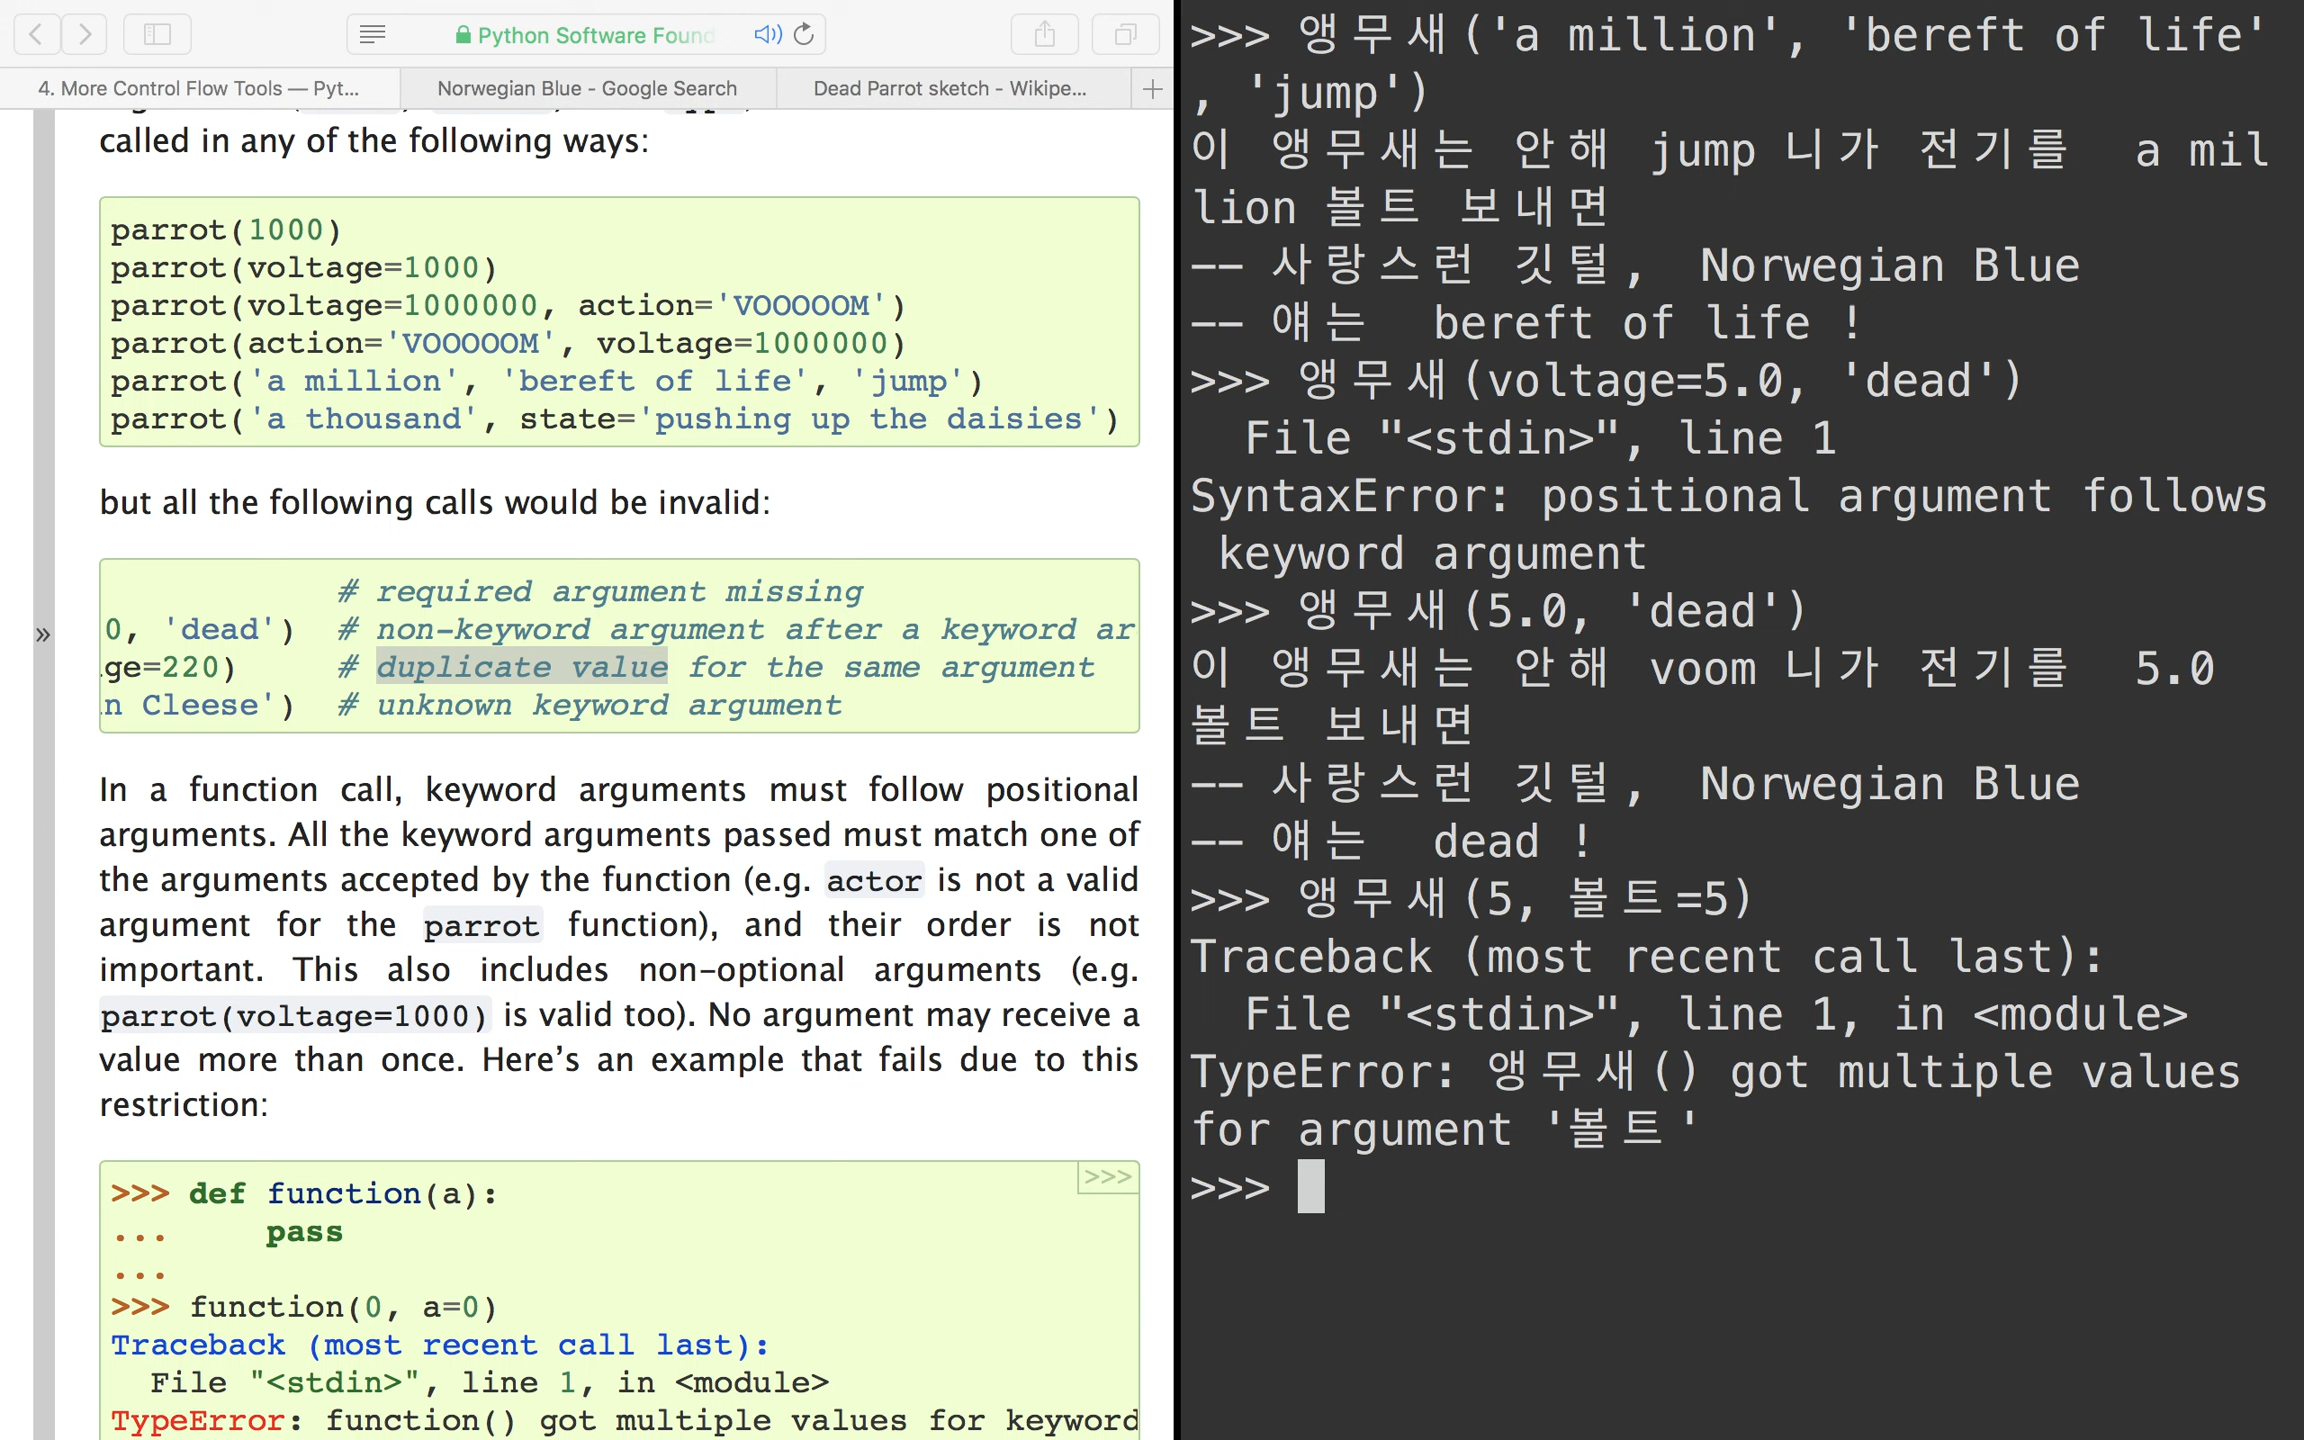 Python Software Found
4. More Control Flow Tools — Pyt...
Norwegian Blue - Google Search
Dead Parrot sketch - Wikipe...
called in any of the following ways:
parrot(1000)
parrot(voltage=1000)
parrot(voltage=1000000, action='VOOOOOM')
parrot(action='VOOOOOM', voltage=1000000)
parrot('a million', 'bereft of life', 'jump')
parrot('a thousand', state='pushing up the daisies')
but all the following calls would be invalid:
# required argument missing
0, 'dead')  # non-keyword argument after a keyword ar
ge=220)     # duplicate value for the same argument
n Cleese')  # unknown keyword argument
»
In a function call, keyword arguments must follow positional
arguments. All the keyword arguments passed must match one of
the arguments accepted by the function (e.g. actor is not a valid
argument for the parrot function), and their order is not
important. This also includes non-optional arguments (e.g.
parrot(voltage=1000) is valid too). No argument may receive a
value more than once. Here's an example that fails due to this
restriction:
>>>
>>> def function(a):
...     pass
...
>>> function(0, a=0)
Traceback (most recent call last):
  File "<stdin>", line 1, in <module>
TypeError: function() got multiple values for keyword
>>> 앵무새('a million', 'bereft of life'
, 'jump')
이 앵무새는 안해 jump 니가 전기를  a mil
lion 볼트 보내면
-- 사랑스런 깃털,  Norwegian Blue
-- 얘는  bereft of life !
>>> 앵무새(voltage=5.0, 'dead')
  File "<stdin>", line 1
SyntaxError: positional argument follows
 keyword argument
>>> 앵무새(5.0, 'dead')
이 앵무새는 안해 voom 니가 전기를  5.0
볼트 보내면
-- 사랑스런 깃털,  Norwegian Blue
-- 얘는  dead !
>>> 앵무새(5, 볼트=5)
Traceback (most recent call last):
  File "<stdin>", line 1, in <module>
TypeError: 앵무새() got multiple values
for argument '볼트'
>>>